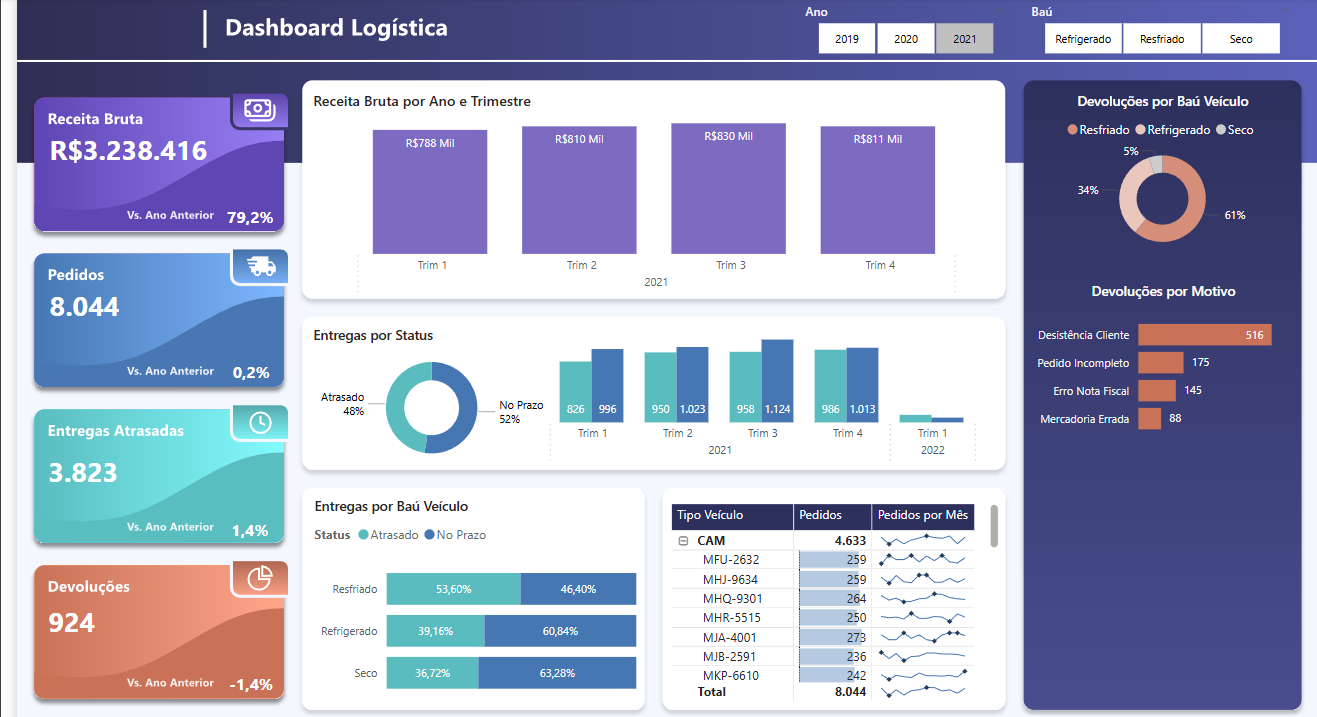 Dashboard Logística
Ano
2019 2020 2021
Baú
Refrigerado Resfriado Seco
Receita Bruta
R$3.238.416
Vs. Ano Anterior 79,2%
Pedidos
8.044
Vs. Ano Anterior 0,2%
Entregas Atrasadas
3.823
Vs. Ano Anterior 1,4%
Devoluções
924
Vs. Ano Anterior -1,4%
Receita Bruta por Ano e Trimestre
R$788 Mil R$810 Mil R$830 Mil R$811 Mil
Trim 1 Trim 2 Trim 3 Trim 4
2021
Entregas por Status
Atrasado
48%
No Prazo
52%
826 996 950 1.023 958 1.124 986 1.013
Trim 1 Trim 2 Trim 3 Trim 4 Trim 1
2021 2022
Entregas por Baú Veículo
Status Atrasado No Prazo
Resfriado 53,60% 46,40%
Refrigerado 39,16% 60,84%
Seco 36,72% 63,28%
Tipo Veículo Pedidos Pedidos por Mês
CAM 4.633
MFU-2632 259
MHJ-9634 259
MHQ-9301 264
MHR-5515 250
MJA-4001 273
MJB-2591 236
MKP-6610 242
Total 8.044
Devoluções por Baú Veículo
Resfriado Refrigerado Seco
5%
34%
61%
Devoluções por Motivo
Desistência Cliente 516
Pedido Incompleto 175
Erro Nota Fiscal 145
Mercadoria Errada 88